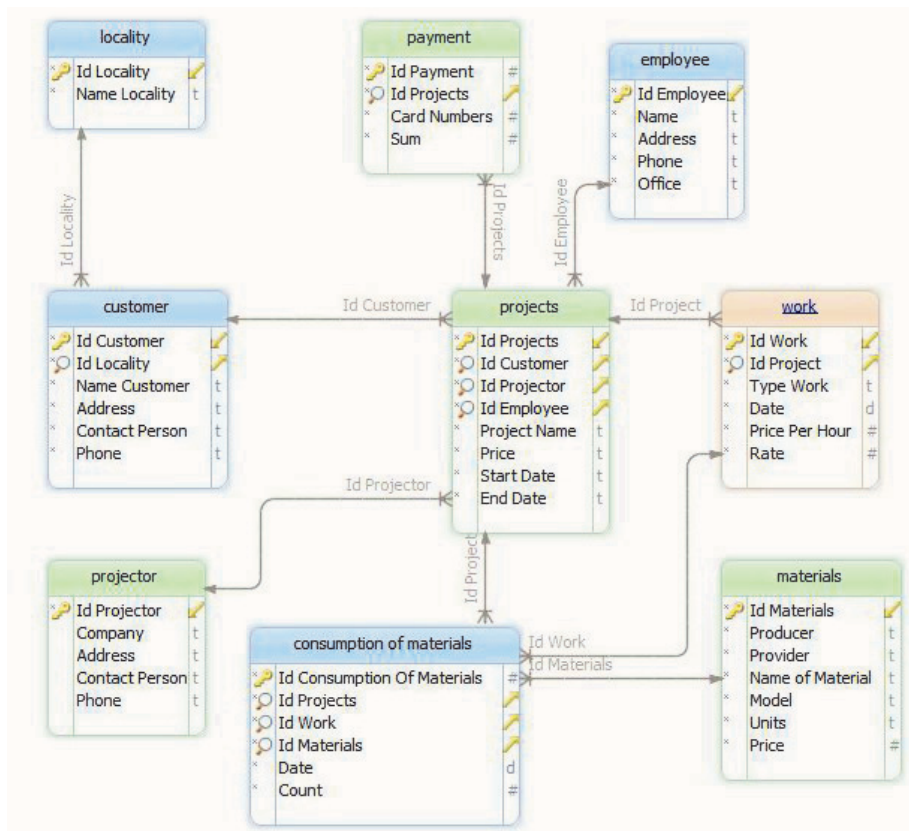 locality
Id Locality
Name Locality t
payment
Id Payment #
Id Projects
Card Numbers #
Sum #
employee
Id Employee
Name t
Address t
Phone t
Office t
Id Locality
Id Projects
Id Employee
customer
Id Customer
Id Locality
Name Customer t
Address t
Contact Person t
Phone t
Id Customer
projects
Id Projects
Id Customer
Id Projector
Id Employee
Project Name t
Price t
Start Date t
End Date t
Id Project
work
Id Work
Id Project
Type Work t
Date d
Price Per Hour #
Rate #
Id Projector
Id Project
projector
Id Projector
Company t
Address t
Contact Person t
Phone t
consumption of materials
Id Consumption Of Materials #
Id Projects
Id Work
Id Materials
Date d
Count #
Id Work
Id Materials
materials
Id Materials
Producer t
Provider t
Name of Material t
Model t
Units t
Price #